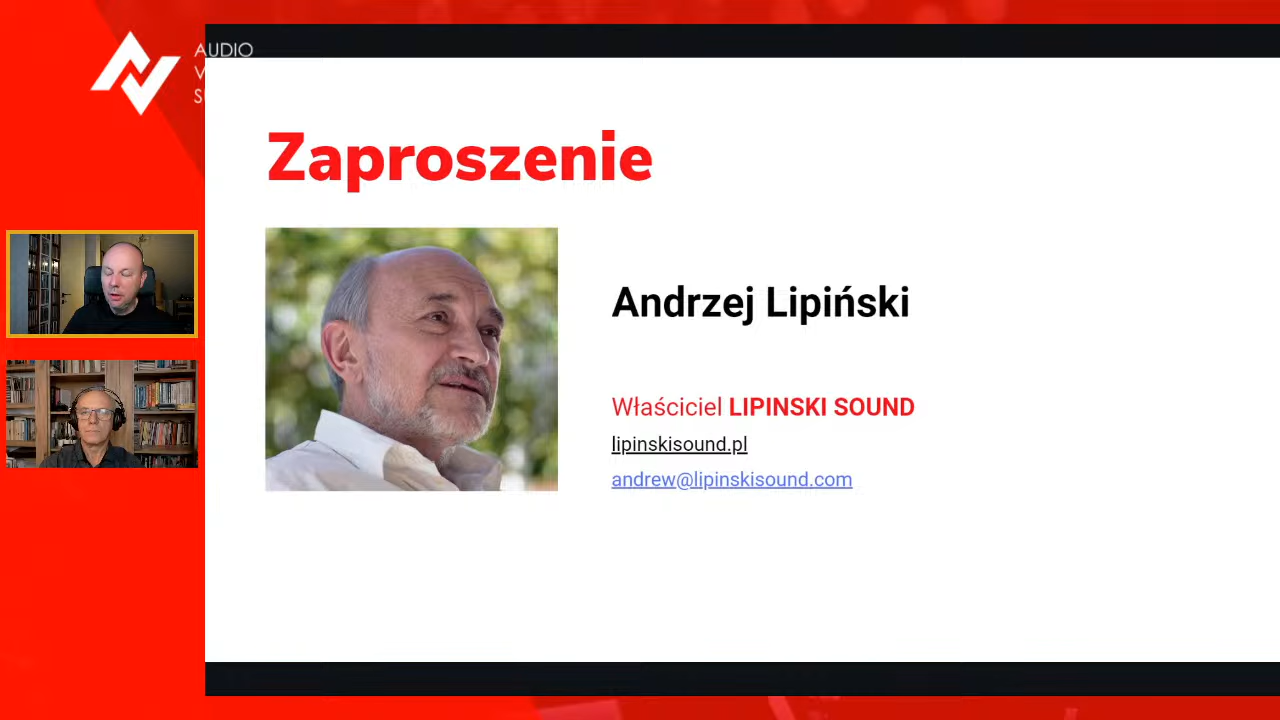 AUDIO
Zaproszenie
Andrzej Lipiński
Właściciel LIPINSKI SOUND
lipinskisound.pl
andrew@lipinskisound.com